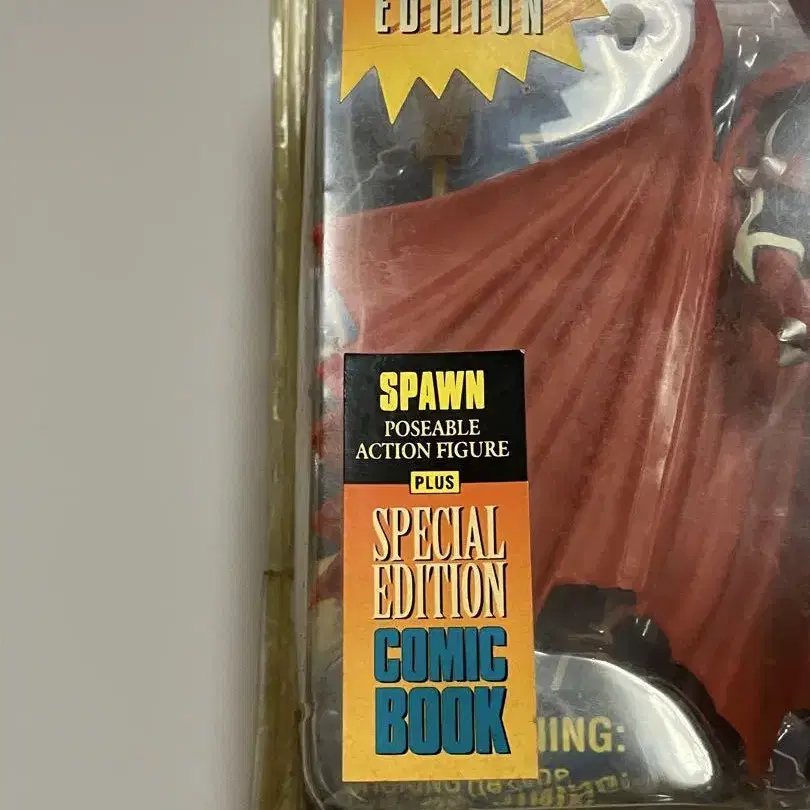 EDITION
SPAWN
POSEABLE
ACTION FIGURE
PLUS
SPECIAL
EDITION
COMIC
BOOK
NING: